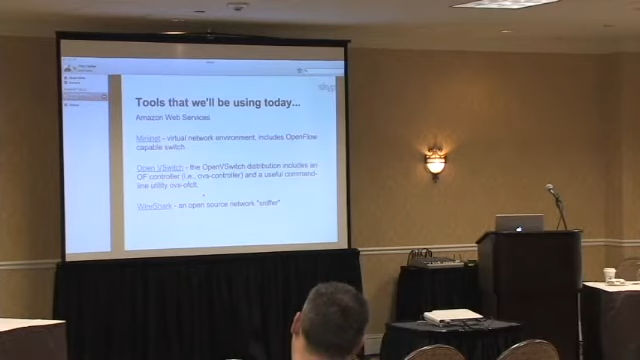 skyp
Tools that we'll be using today...
Amazon Web Services
Mininet - virtual network environment, includes OpenFlow
capable switch.
Open VSwitch - the OpenVSwitch distribution includes an
OF controller (i.e., ovs-controller) and a useful command-
line utility ovs-ofctl.
WireShark - an open source network "sniffer"